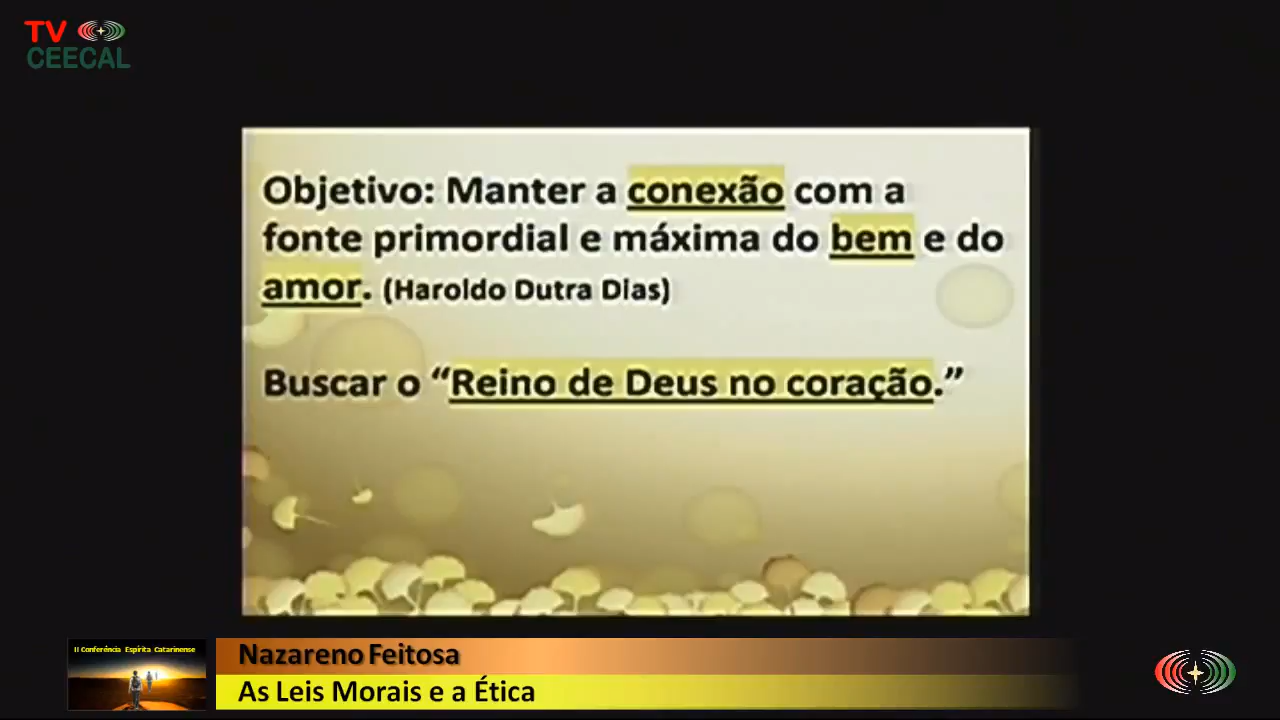 TV
CEECAL
Objetivo: Manter a conexão com a
fonte primordial e máxima do bem e do
amor. (Haroldo Dutra Dias)
Buscar o “Reino de Deus no coração.”
II Conferência Espírita Catarinense
Nazareno Feitosa
As Leis Morais e a Ética